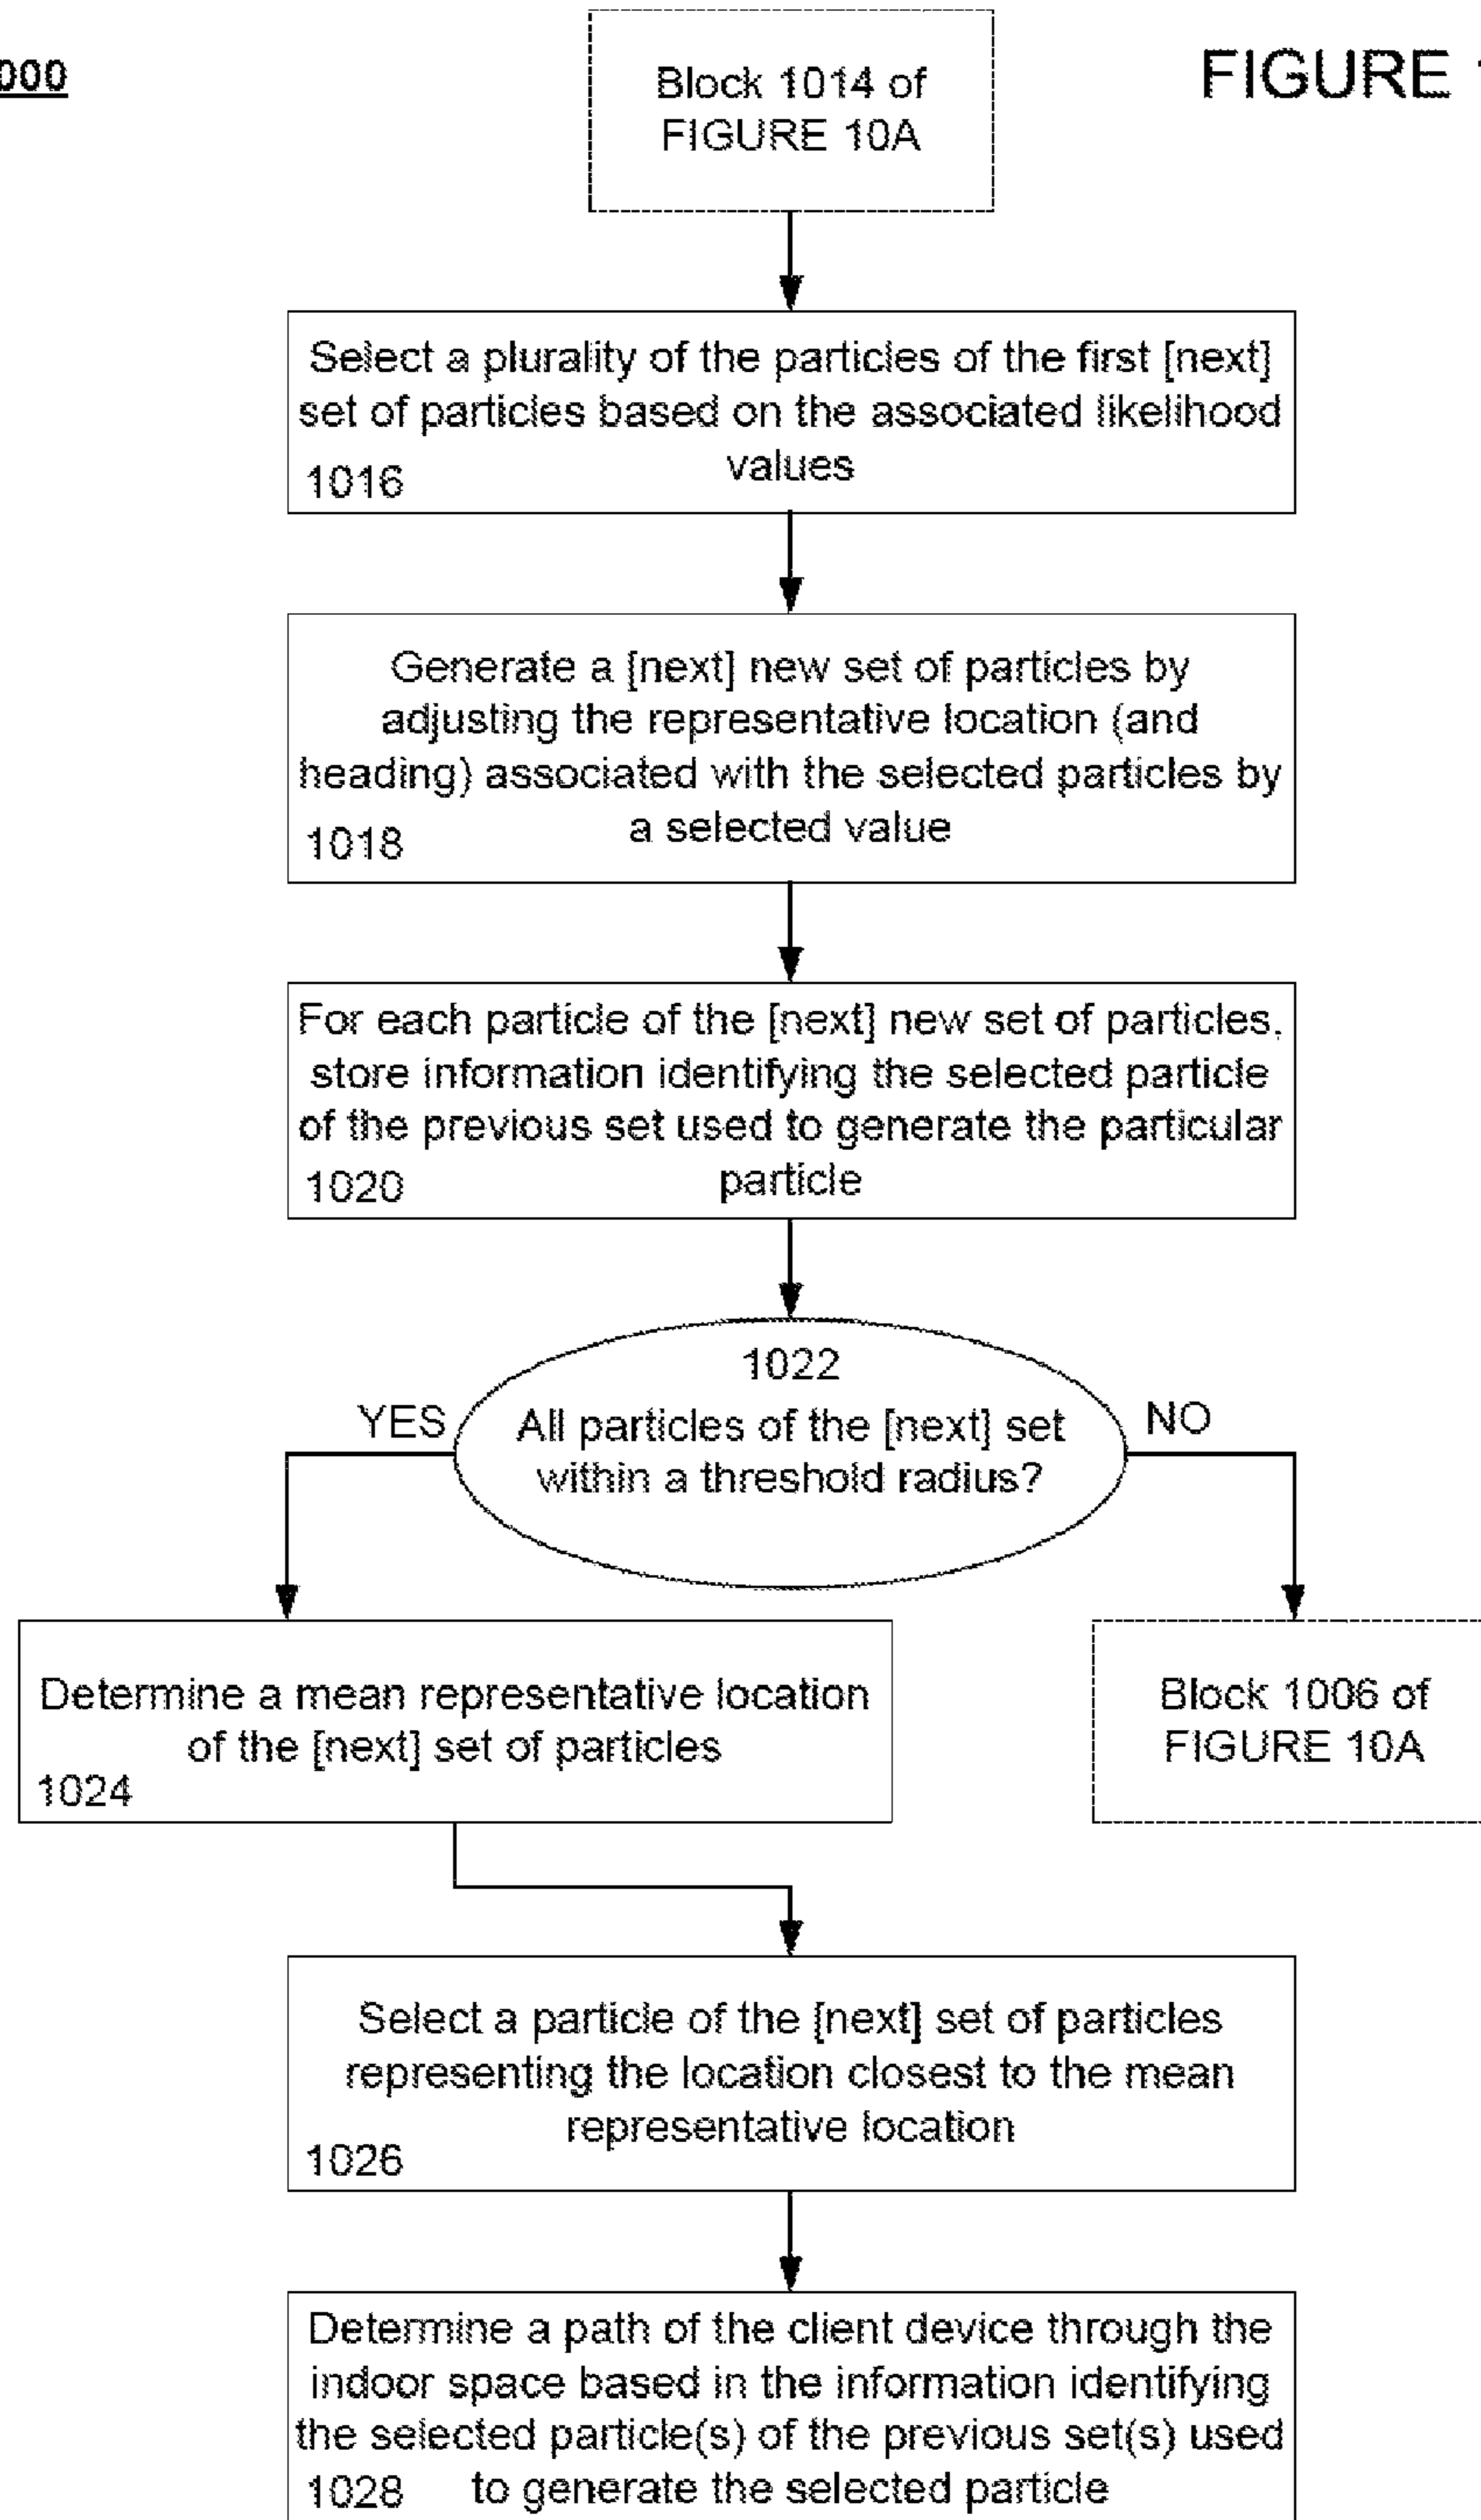 000
FIGURE 1
Block 1014 of
FIGURE 10A
Select a plurality of the particles of the first [next]
set of particles based on the associated likelihood
values
1016
Generate a [next] new set of particles by
adjusting the representative location (and
heading) associated with the selected particles by
a selected value
1018
For each particle of the [next] new set of particles,
store information identifying the selected particle
of the previous set used to generate the particular
particle
1020
1022
All particles of the [next] set
within a threshold radius?
YES
NO
Determine a mean representative location
of the [next] set of particles
1024
Block 1006 of
FIGURE 10A
Select a particle of the [next] set of particles
representing the location closest to the mean
representative location
1026
Determine a path of the client device through the
indoor space based in the information identifying
the selected particle(s) of the previous set(s) used
to generate the selected particle
1028